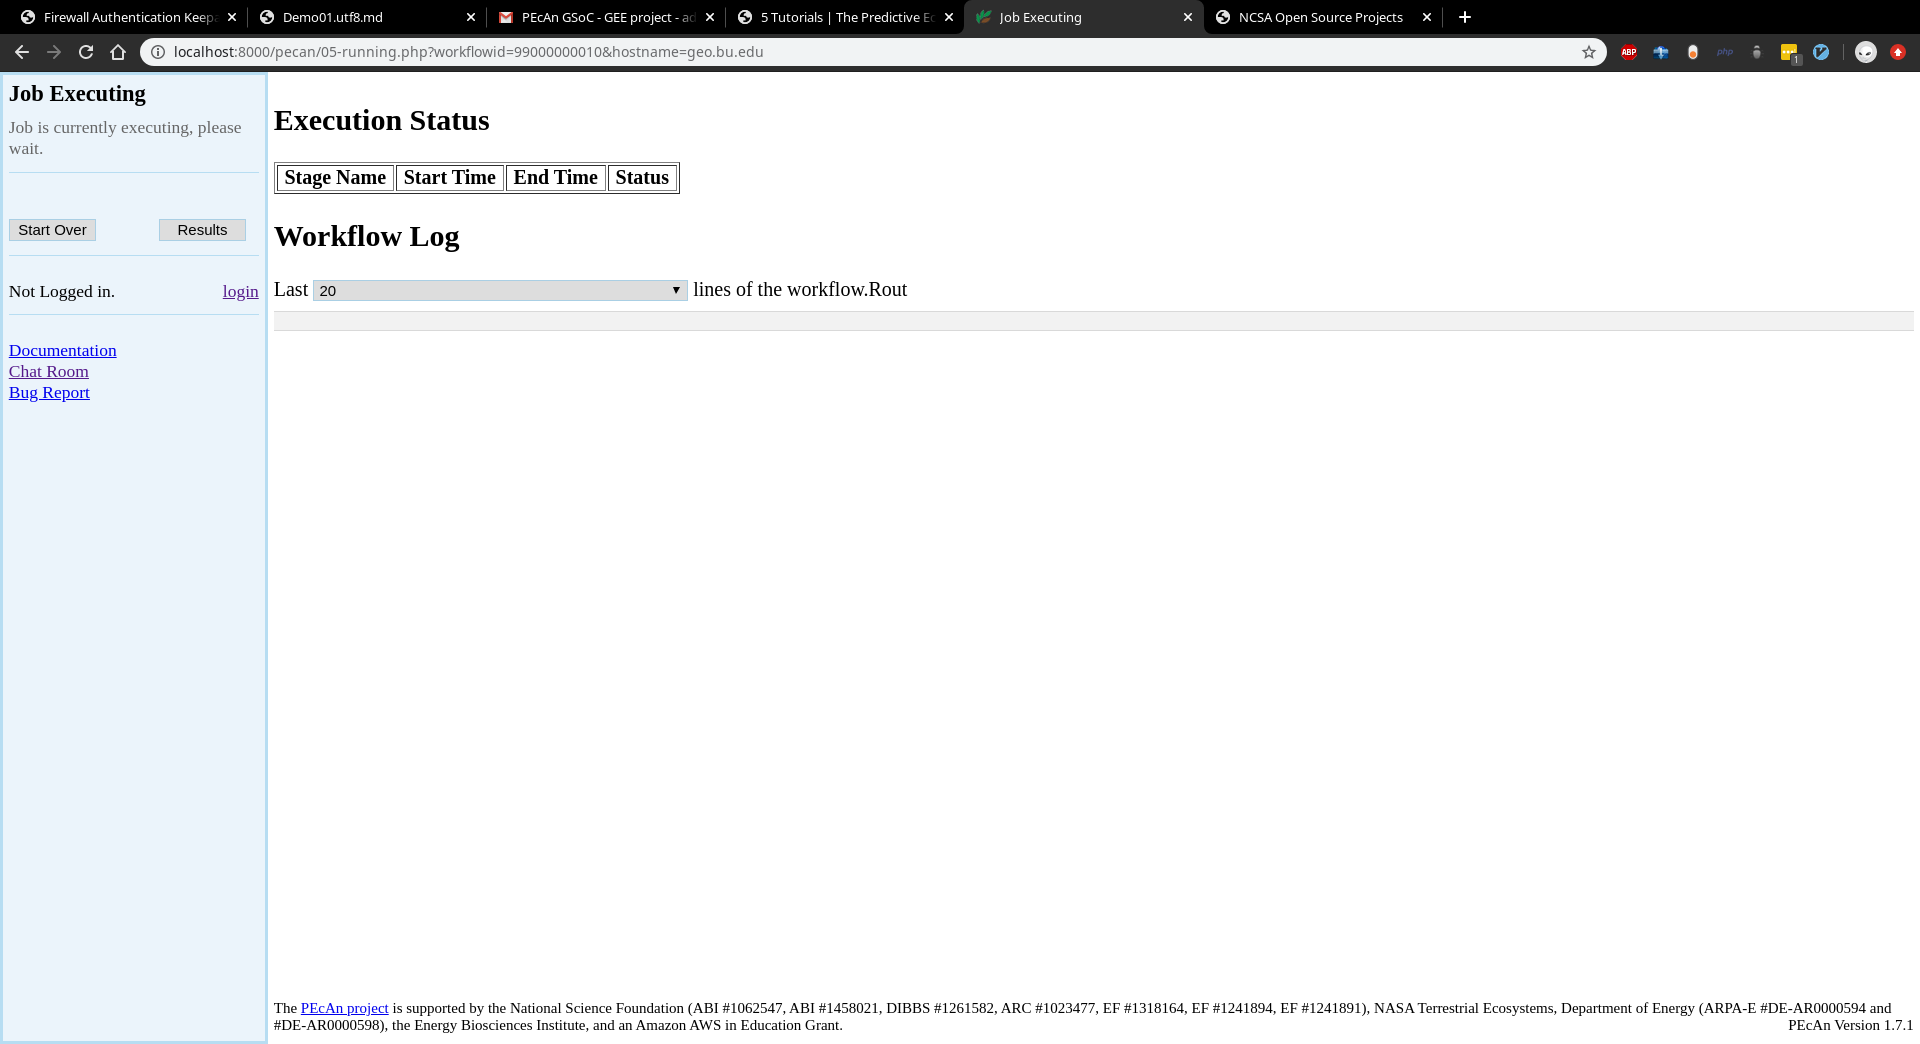 Firewall Authentication Keepa
Demo01.utf8.md
PEcAn GSoC - GEE project - ad
5 Tutorials | The Predictive Ec
Job Executing
NCSA Open Source Projects
localhost:8000/pecan/05-running.php?workflowid=99000000010&hostname=geo.bu.edu
ABP
php
1
Job Executing
Job is currently executing, please
wait.
Start Over Results
Not Logged in. login
Documentation
Chat Room
Bug Report
Execution Status
Stage Name Start Time End Time Status
Workflow Log
Last 20 lines of the workflow.Rout
The PEcAn project is supported by the National Science Foundation (ABI #1062547, ABI #1458021, DIBBS #1261582, ARC #1023477, EF #1318164, EF #1241894, EF #1241891), NASA Terrestrial Ecosystems, Department of Energy (ARPA-E #DE-AR0000594 and
#DE-AR0000598), the Energy Biosciences Institute, and an Amazon AWS in Education Grant. PEcAn Version 1.7.1